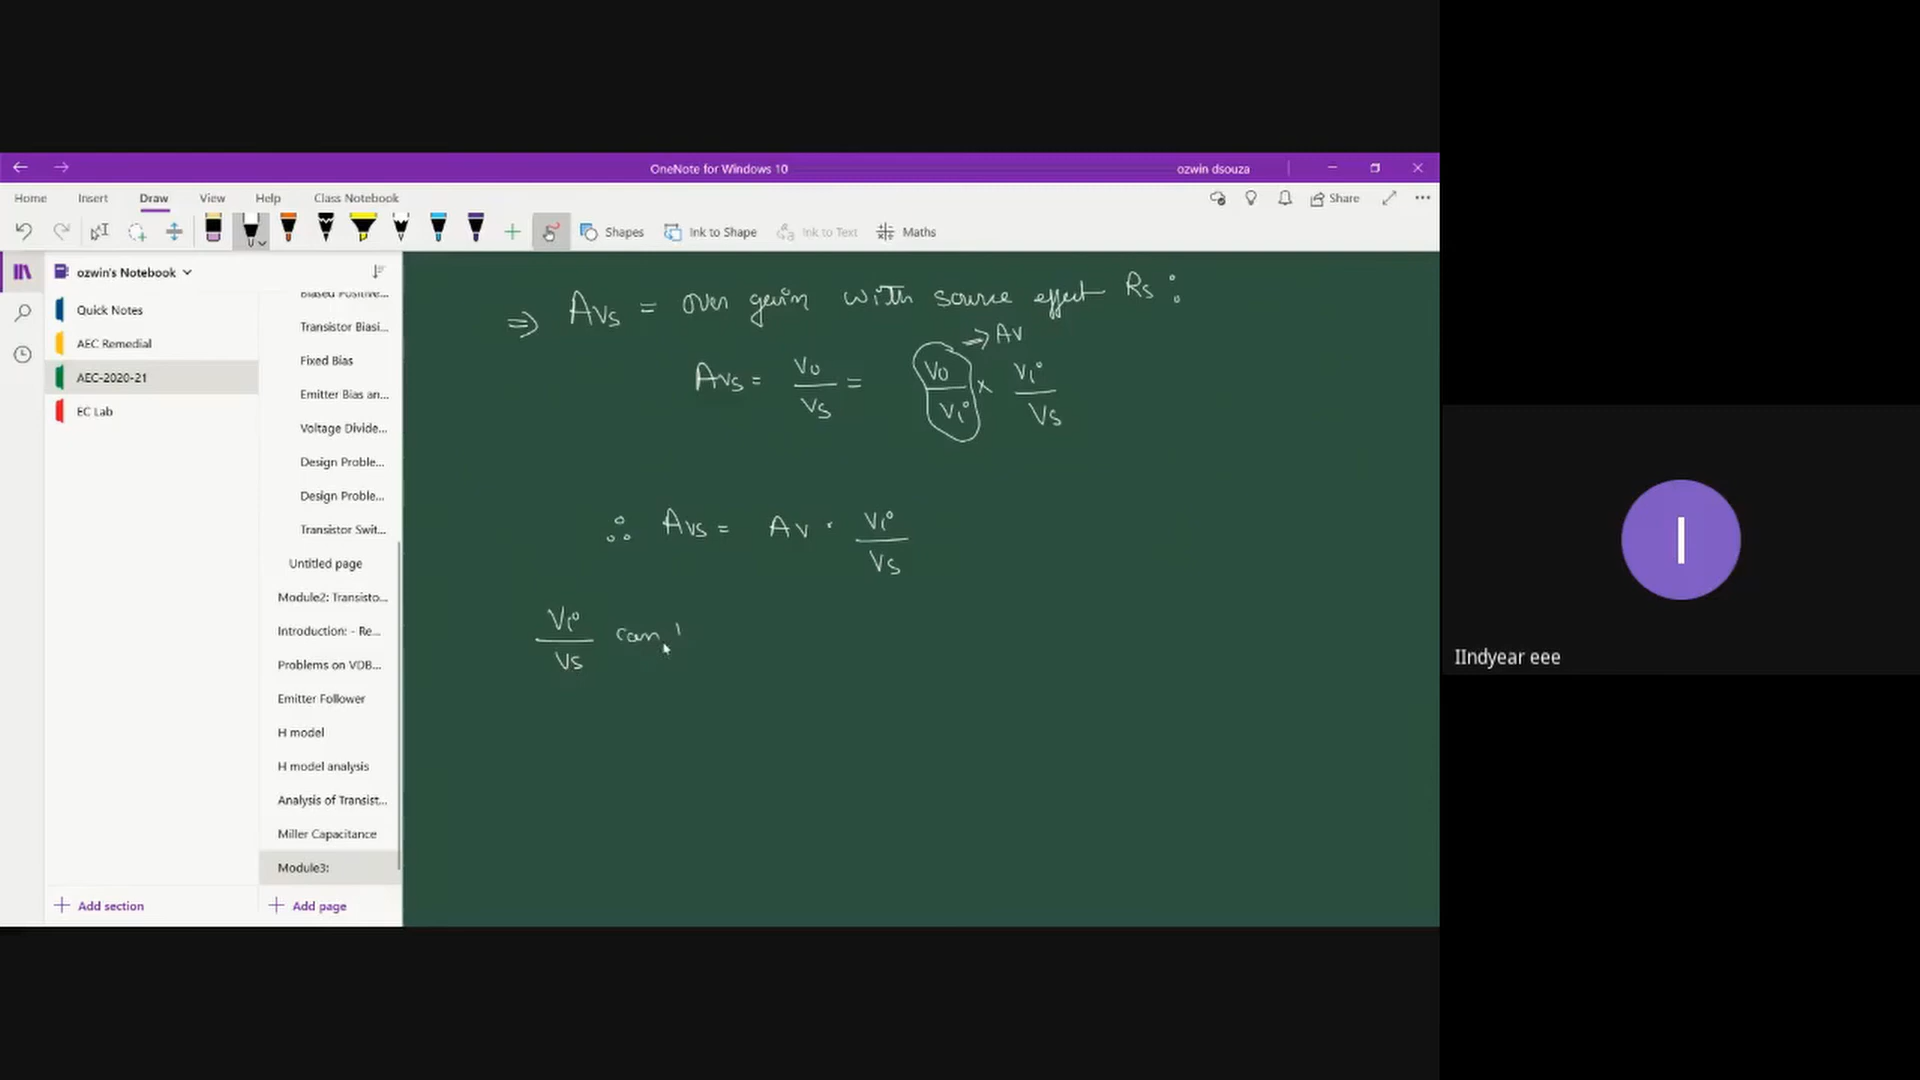 OneNote for Windows 10
ozwin dsouza
Home Insert Draw View Help Class Notebook
Share
Shapes Ink to Shape Ink to Text Maths
ozwin's Notebook
Quick Notes
AEC Remedial
AEC-2020-21
EC Lab
Add section
Biased Positive...
Transistor Biasi...
Fixed Bias
Emitter Bias an...
Voltage Divide...
Design Proble...
Design Proble...
Transistor Swit...
Untitled page
Module2: Transisto...
Introduction: - Re...
Problems on VDB...
Emitter Follower
H model
H model analysis
Analysis of Transist...
Miller Capacitance
Module3:
Add page
⇒ Avs = over gain with source effect Rs :
⇒ Av
Avs = Vo/Vs = Vo/Vi × Vi/Vs
∴ Avs = Av · Vi/Vs
Vi/Vs can
I
IIndyear eee